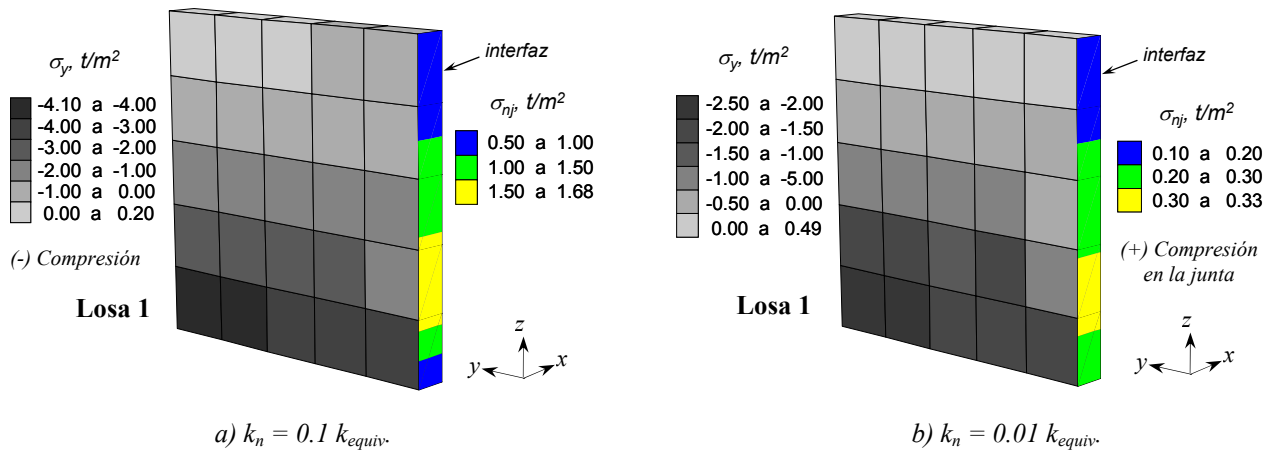 σy, t/m²
-4.10 a -4.00
-4.00 a -3.00
-3.00 a -2.00
-2.00 a -1.00
-1.00 a 0.00
0.00 a 0.20
(-) Compresión
Losa 1
interfaz
σnj, t/m²
0.50 a 1.00
1.00 a 1.50
1.50 a 1.68
z
y
x
a) kn = 0.1 kequiv.
σy, t/m²
-2.50 a -2.00
-2.00 a -1.50
-1.50 a -1.00
-1.00 a -5.00
-0.50 a 0.00
0.00 a 0.49
Losa 1
interfaz
σnj, t/m²
0.10 a 0.20
0.20 a 0.30
0.30 a 0.33
(+) Compresión
en la junta
z
y
x
b) kn = 0.01 kequiv.